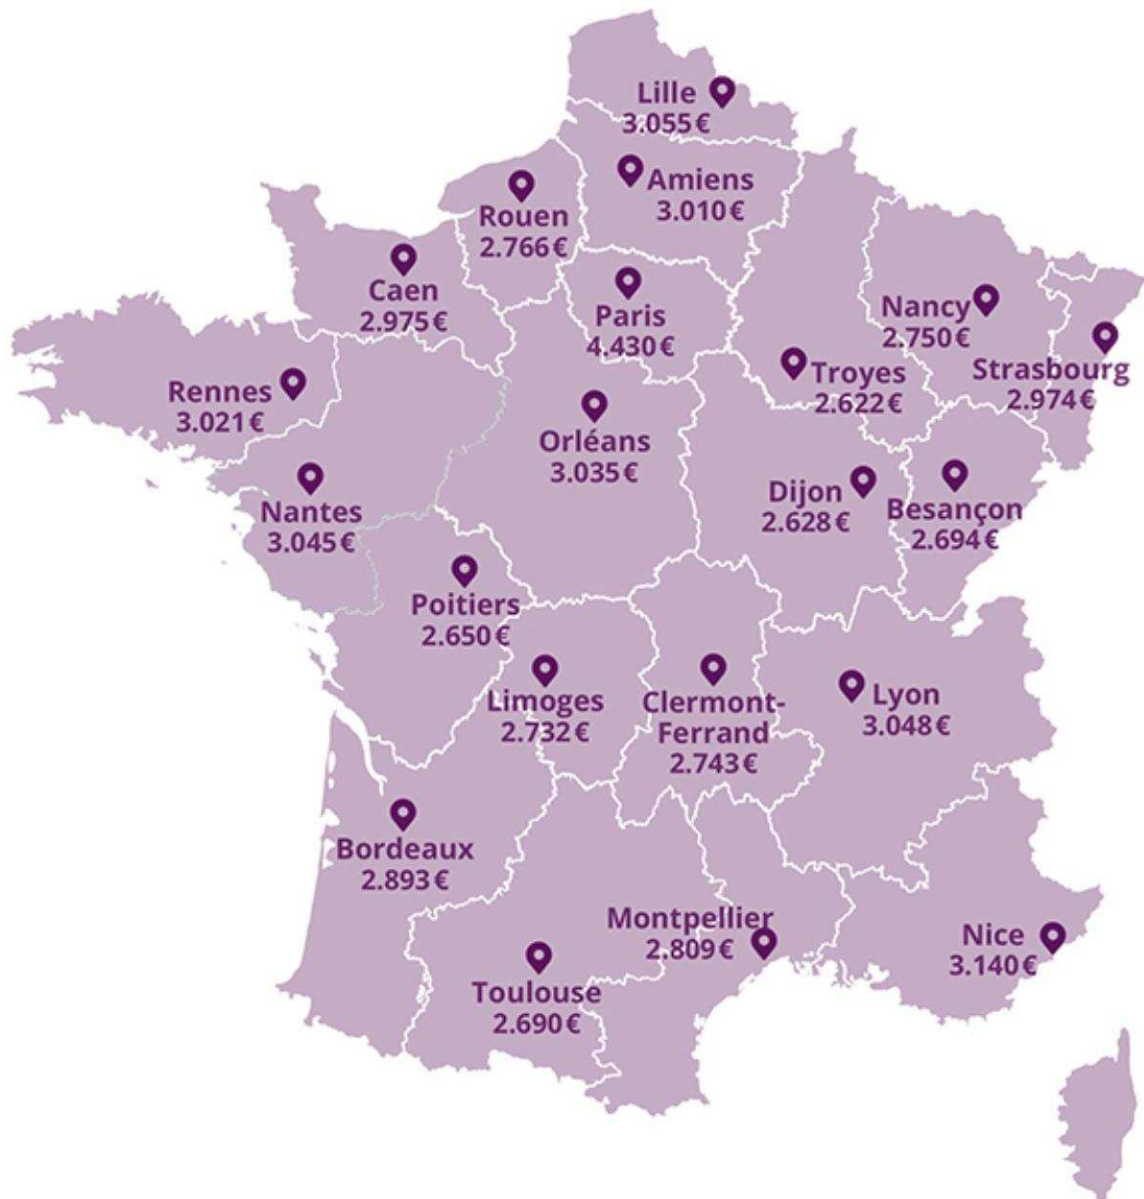 Lille
3.055 €
Amiens
3.010 €
Rouen
2.766 €
Caen
2.975 €
Paris
4.430 €
Nancy
2.750 €
Strasbourg
2.974 €
Troyes
2.622 €
Rennes
3.021 €
Orléans
3.035 €
Nantes
3.045 €
Dijon
2.628 €
Besançon
2.694 €
Poitiers
2.650 €
Limoges
2.732 €
Clermont-
Ferrand
2.743 €
Lyon
3.048 €
Bordeaux
2.893 €
Montpellier
2.809 €
Nice
3.140 €
Toulouse
2.690 €